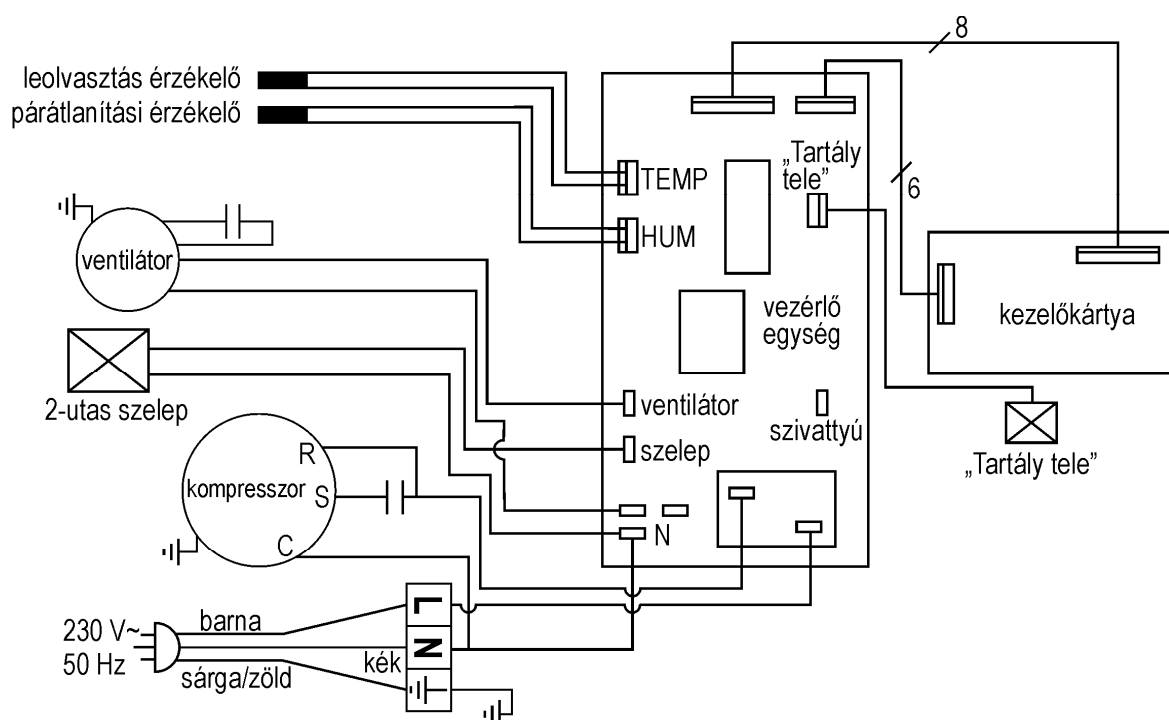 8
leolvasztás érzékelő
párátlanítási érzékelő
„Tartály
tele”
TEMP
6
HUM
ventilátor
vezérlő
egység
kezelőkártya
2-utas szelep
ventilátor
szivattyú
szelep
„Tartály tele”
R
kompresszor
S
N
C
L
barna
230 V~
N
50 Hz
kék
sárga/zöld